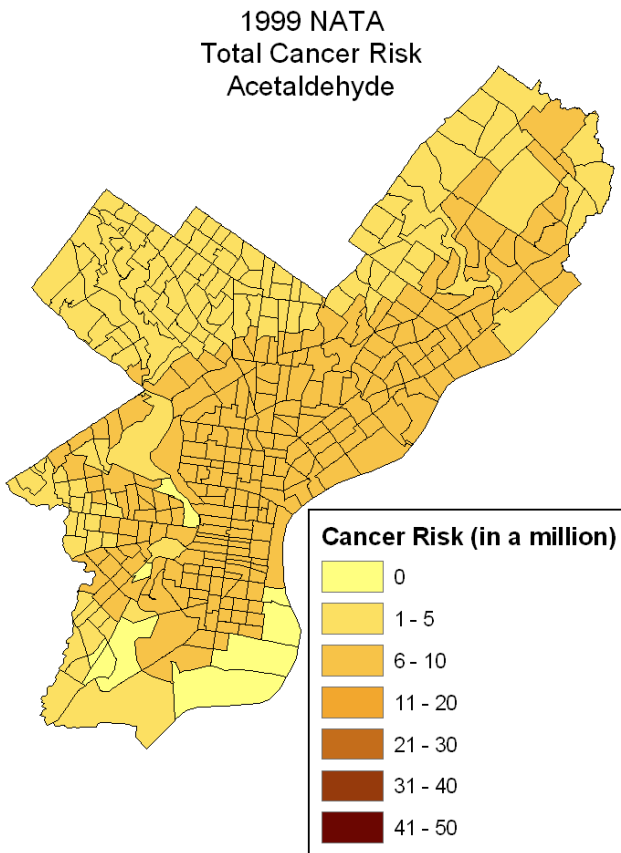 1999 NATA
Total Cancer Risk
Acetaldehyde
Cancer Risk (in a million)
0
1 - 5
6 - 10
11 - 20
21 - 30
31 - 40
41 - 50